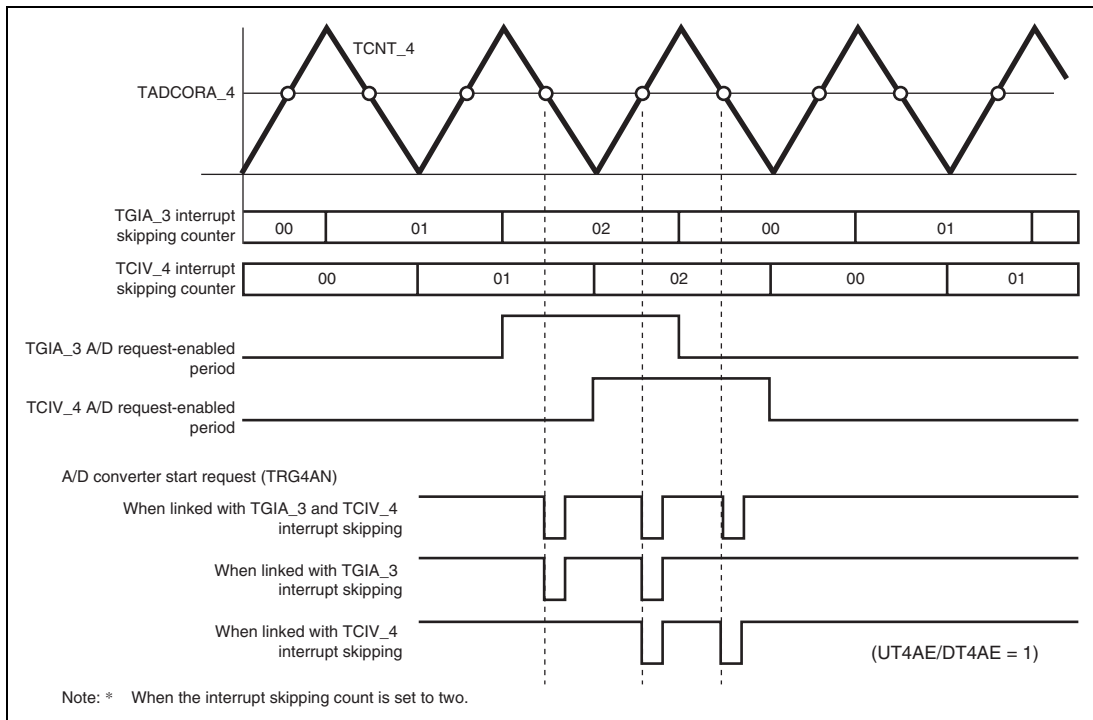 TCNT_4
TADCORA_4
TGIA_3 interrupt
skipping counter
00
01
02
00
01
TCIV_4 interrupt
skipping counter
00
01
02
00
01
TGIA_3 A/D request-enabled
period
TCIV_4 A/D request-enabled
period
A/D converter start request (TRG4AN)
When linked with TGIA_3 and TCIV_4
interrupt skipping
When linked with TGIA_3
interrupt skipping
When linked with TCIV_4
interrupt skipping
(UT4AE/DT4AE = 1)
Note: * When the interrupt skipping count is set to two.